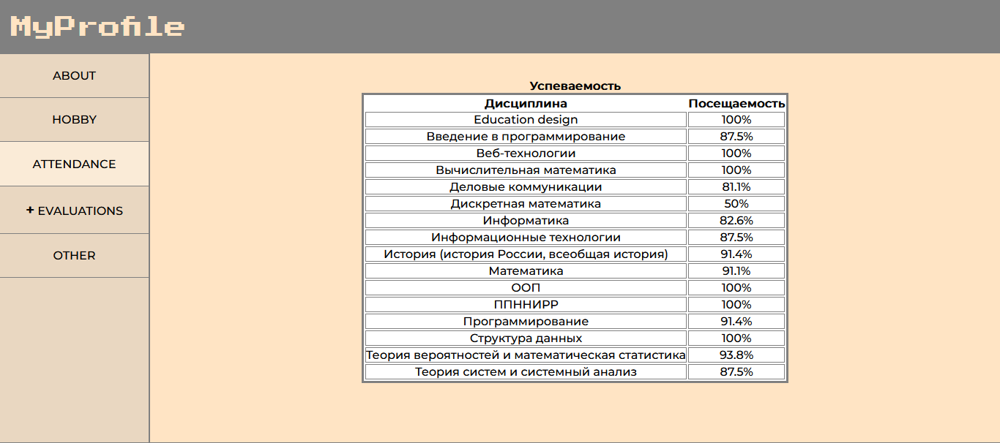 MyProfile
ABOUT
HOBBY
ATTENDANCE
+ EVALUATIONS
OTHER
Успеваемость
Дисциплина Посещаемость
Education design 100%
Введение в программирование 87.5%
Веб-технологии 100%
Вычислительная математика 100%
Деловые коммуникации 81.1%
Дискретная математика 50%
Информатика 82.6%
Информационные технологии 87.5%
История (история России, всеобщая история) 91.4%
Математика 91.1%
ООП 100%
ППННИРР 100%
Программирование 91.4%
Структура данных 100%
Теория вероятностей и математическая статистика 93.8%
Теория систем и системный анализ 87.5%